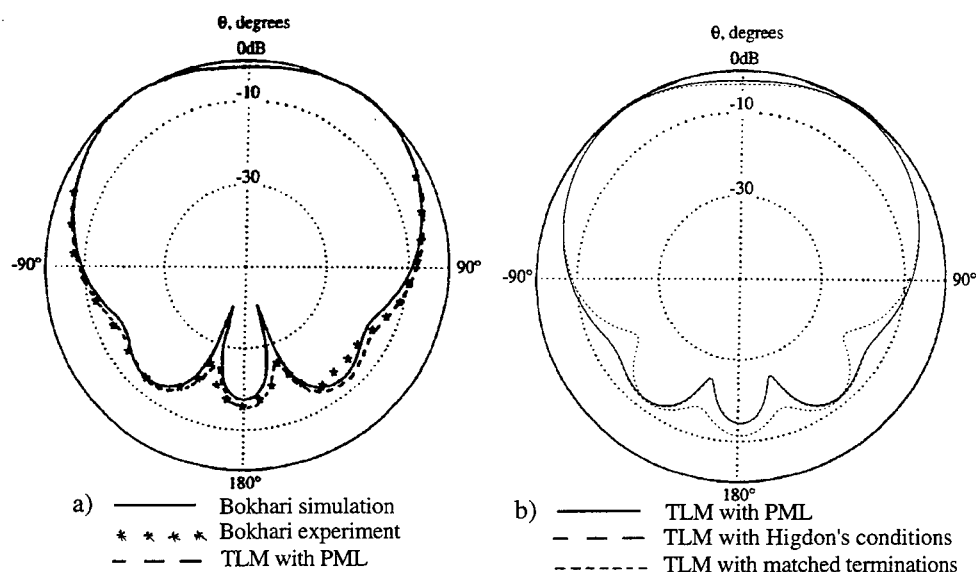 θ, degrees
0dB
-10
-30
-90°
90°
180°
a) Bokhari simulation
Bokhari experiment
TLM with PML
θ, degrees
0dB
-10
-30
-90°
90°
180°
b) TLM with PML
TLM with Higdon's conditions
TLM with matched terminations